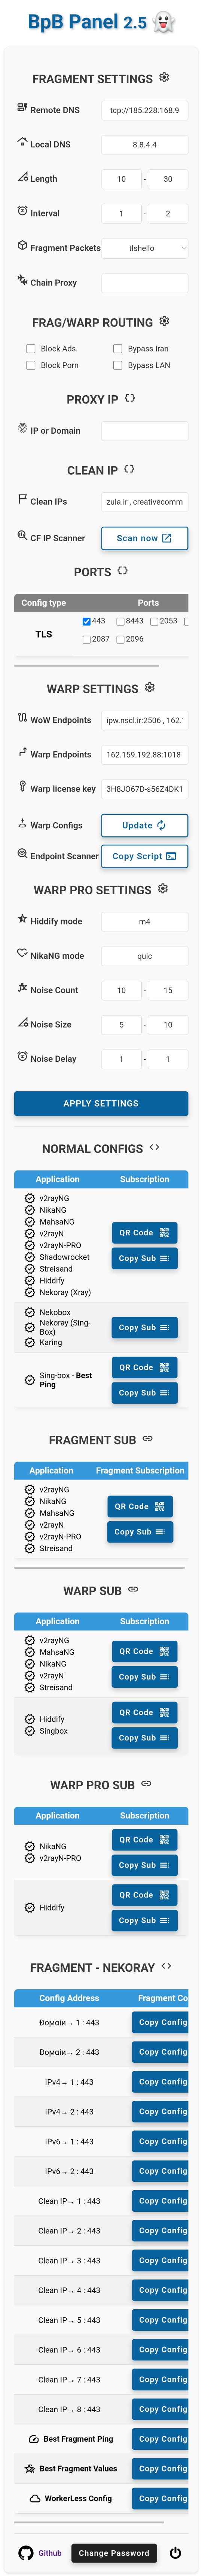 BpB Panel 2.5
FRAGMENT SETTINGS
Remote DNS tcp://185.228.168.9
Local DNS 8.8.4.4
Length 10 - 30
Interval 1 - 2
Fragment Packets tlshello
Chain Proxy
FRAG/WARP ROUTING
Block Ads. Bypass Iran
Block Porn Bypass LAN
PROXY IP
IP or Domain
CLEAN IP
Clean IPs zula.ir , creativecomm
CF IP Scanner Scan now
PORTS
Config type Ports
TLS 443 8443 2053
2087 2096
WARP SETTINGS
WoW Endpoints ipw.nscl.ir:2506 , 162.
Warp Endpoints 162.159.192.88:1018
Warp license key 3H8JO67D-s56Z4DK1
Warp Configs Update
Endpoint Scanner Copy Script
WARP PRO SETTINGS
Hiddify mode m4
NikaNG mode quic
Noise Count 10 - 15
Noise Size 5 - 10
Noise Delay 1 - 1
APPLY SETTINGS
NORMAL CONFIGS
Application Subscription
v2rayNG
NikaNG
MahsaNG
v2rayN
v2rayN-PRO
Shadowrocket
Streisand
Hiddify
Nekoray (Xray)
QR Code
Copy Sub
Nekobox
Nekoray (Sing-
Box)
Karing
Copy Sub
Sing-box - Best
Ping
QR Code
Copy Sub
FRAGMENT SUB
Application Fragment Subscription
v2rayNG
NikaNG
MahsaNG
v2rayN
v2rayN-PRO
Streisand
QR Code
Copy Sub
WARP SUB
Application Subscription
v2rayNG
MahsaNG
NikaNG
v2rayN
Streisand
QR Code
Copy Sub
Hiddify
Singbox
QR Code
Copy Sub
WARP PRO SUB
Application Subscription
NikaNG
v2rayN-PRO
QR Code
Copy Sub
Hiddify
QR Code
Copy Sub
FRAGMENT - NEKORAY
Config Address Fragment Co
Đσɱαiи→ 1 : 443 Copy Config
Đσɱαiи→ 2 : 443 Copy Config
IPv4→ 1 : 443 Copy Config
IPv4→ 2 : 443 Copy Config
IPv6→ 1 : 443 Copy Config
IPv6→ 2 : 443 Copy Config
Clean IP→ 1 : 443 Copy Config
Clean IP→ 2 : 443 Copy Config
Clean IP→ 3 : 443 Copy Config
Clean IP→ 4 : 443 Copy Config
Clean IP→ 5 : 443 Copy Config
Clean IP→ 6 : 443 Copy Config
Clean IP→ 7 : 443 Copy Config
Clean IP→ 8 : 443 Copy Config
Best Fragment Ping Copy Config
Best Fragment Values Copy Config
WorkerLess Config Copy Config
Github Change Password